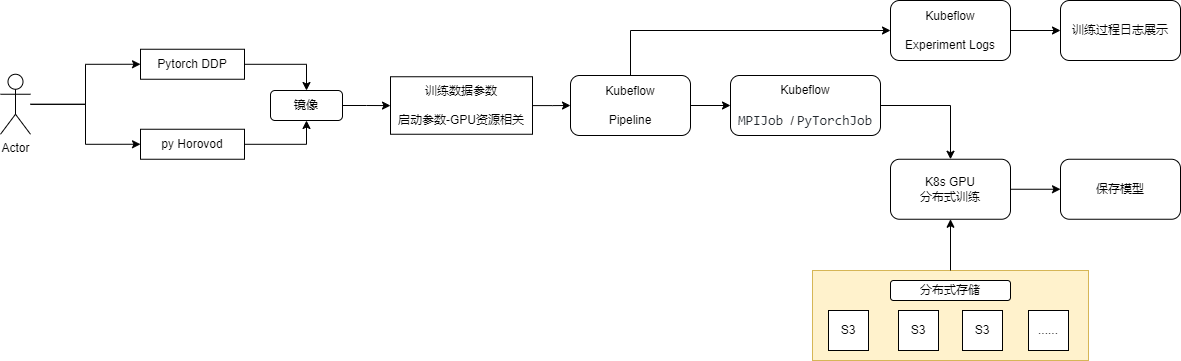 Actor
Pytorch DDP
py Horovod
镜像
训练数据参数
启动参数-GPU资源相关
Kubeflow
Pipeline
Kubeflow
Experiment Logs
训练过程日志展示
Kubeflow
MPIJob /PyTorchJob
K8s GPU
分布式训练
保存模型
分布式存储
S3
S3
S3
......